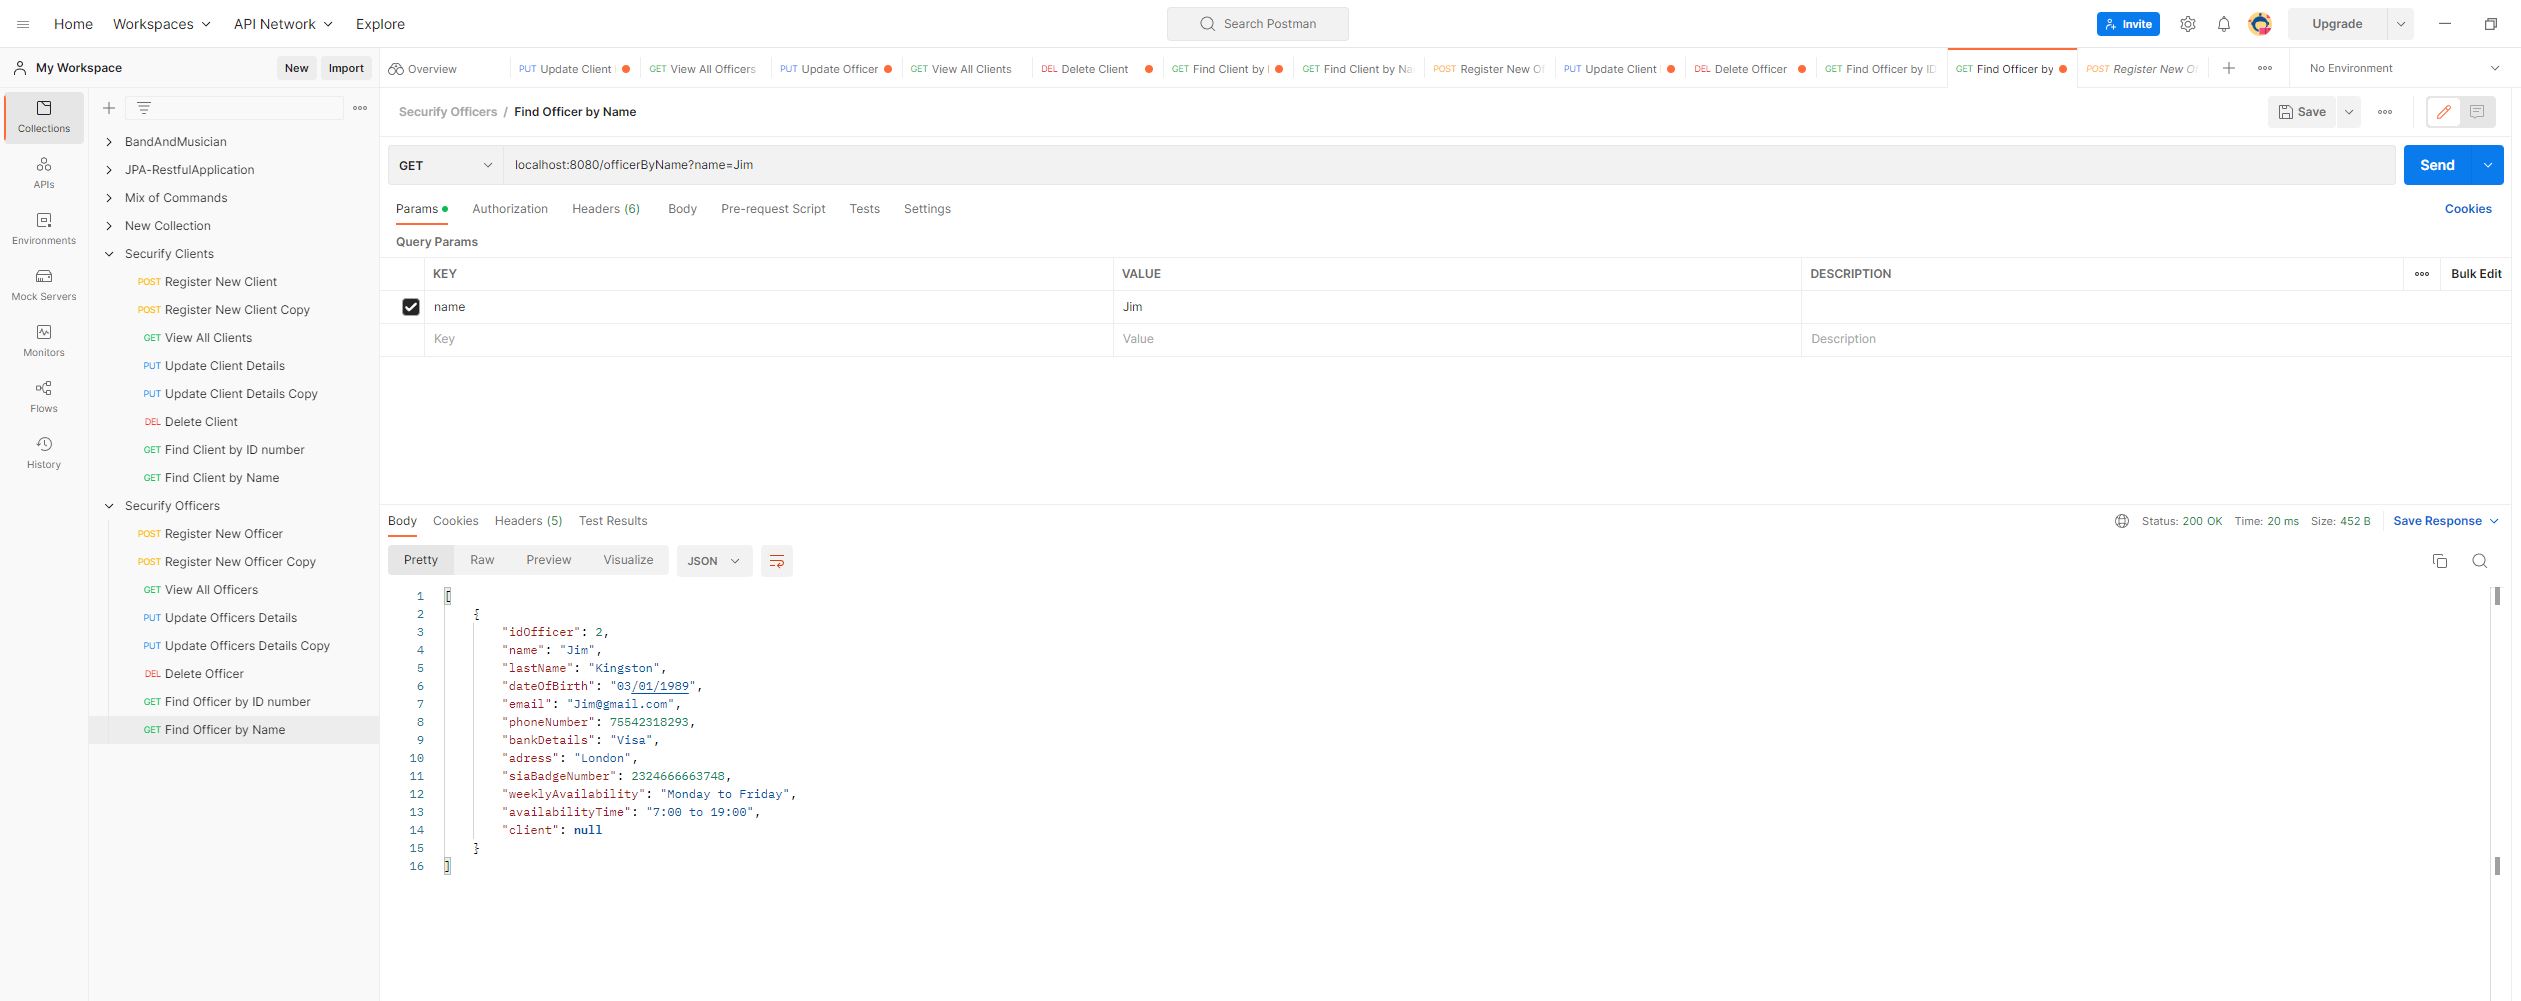 Home Workspaces API Network Explore Search Postman Invite Upgrade
My Workspace New Import Overview PUT Update Client GET View All Officers PUT Update Officer GET View All Clients DEL Delete Client GET Find Client by GET Find Client by Na POST Register New Of PUT Update Client DEL Delete Officer GET Find Officer by ID GET Find Officer by POST Register New Of No Environment
Collections
APIs
Environments
Mock Servers
Monitors
Flows
History
BandAndMusician
JPA-RestfulApplication
Mix of Commands
New Collection
Securify Clients
POST Register New Client
POST Register New Client Copy
GET View All Clients
PUT Update Client Details
PUT Update Client Details Copy
DEL Delete Client
GET Find Client by ID number
GET Find Client by Name
Securify Officers
POST Register New Officer
POST Register New Officer Copy
GET View All Officers
PUT Update Officers Details
PUT Update Officers Details Copy
DEL Delete Officer
GET Find Officer by ID number
GET Find Officer by Name
Securify Officers / Find Officer by Name Save
GET localhost:8080/officerByName?name=Jim Send
Params Authorization Headers (6) Body Pre-request Script Tests Settings Cookies
Query Params
KEY VALUE DESCRIPTION Bulk Edit
name Jim
Key Value Description
Body Cookies Headers (5) Test Results Status: 200 OK Time: 20 ms Size: 452 B Save Response
Pretty Raw Preview Visualize JSON
1 [
2 {
3 "idOfficer": 2,
4 "name": "Jim",
5 "lastName": "Kingston",
6 "dateOfBirth": "03/01/1989",
7 "email": "Jim@gmail.com",
8 "phoneNumber": 75542318293,
9 "bankDetails": "Visa",
10 "adress": "London",
11 "siaBadgeNumber": 2324666663748,
12 "weeklyAvailability": "Monday to Friday",
13 "availabilityTime": "7:00 to 19:00",
14 "client": null
15 }
16 ]